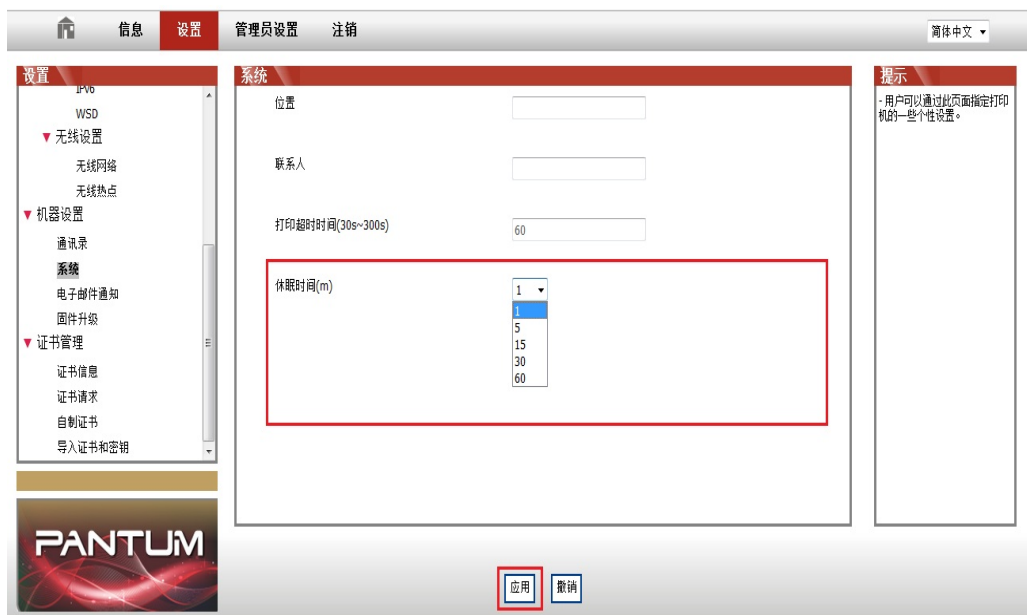 信息 设置 管理员设置 注销 简体中文
设置
IPv6
WSD
无线设置
无线网络
无线热点
机器设置
通讯录
系统
电子邮件通知
固件升级
证书管理
证书信息
证书请求
自制证书
导入证书和密钥
PANTUM
系统
位置
联系人
打印超时时间(30s~300s) 60
休眠时间(m) 1
1
5
15
30
60
应用 撤销
提示
- 用户可以通过此页面指定打印
机的一些个性设置。